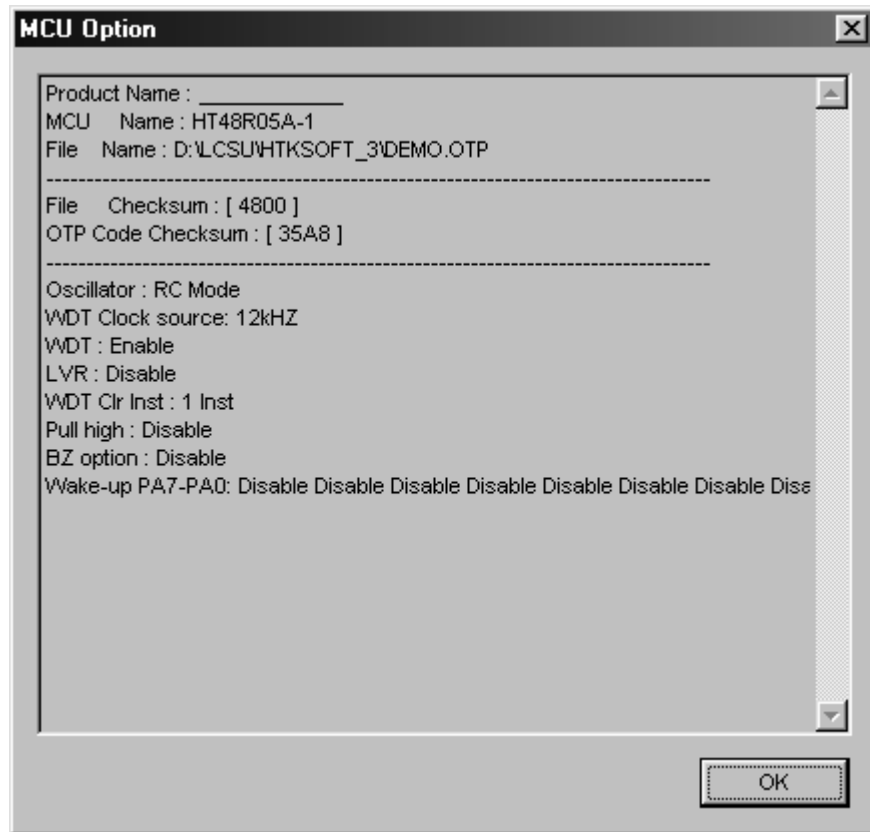 MCU Option
Product Name : ____________
MCU Name : HT48R05A-1
File Name : D:\LCSU\HTKSOFT_3\DEMO.OTP
-----------------------------------------------------------------------------------
File Checksum : [ 4800 ]
OTP Code Checksum : [ 35A8 ]
-----------------------------------------------------------------------------------
Oscillator : RC Mode
WDT Clock source: 12kHZ
WDT : Enable
LVR : Disable
WDT Clr Inst : 1 Inst
Pull high : Disable
BZ option : Disable
Wake-up PA7-PA0: Disable Disable Disable Disable Disable Disable Disable Disa
OK